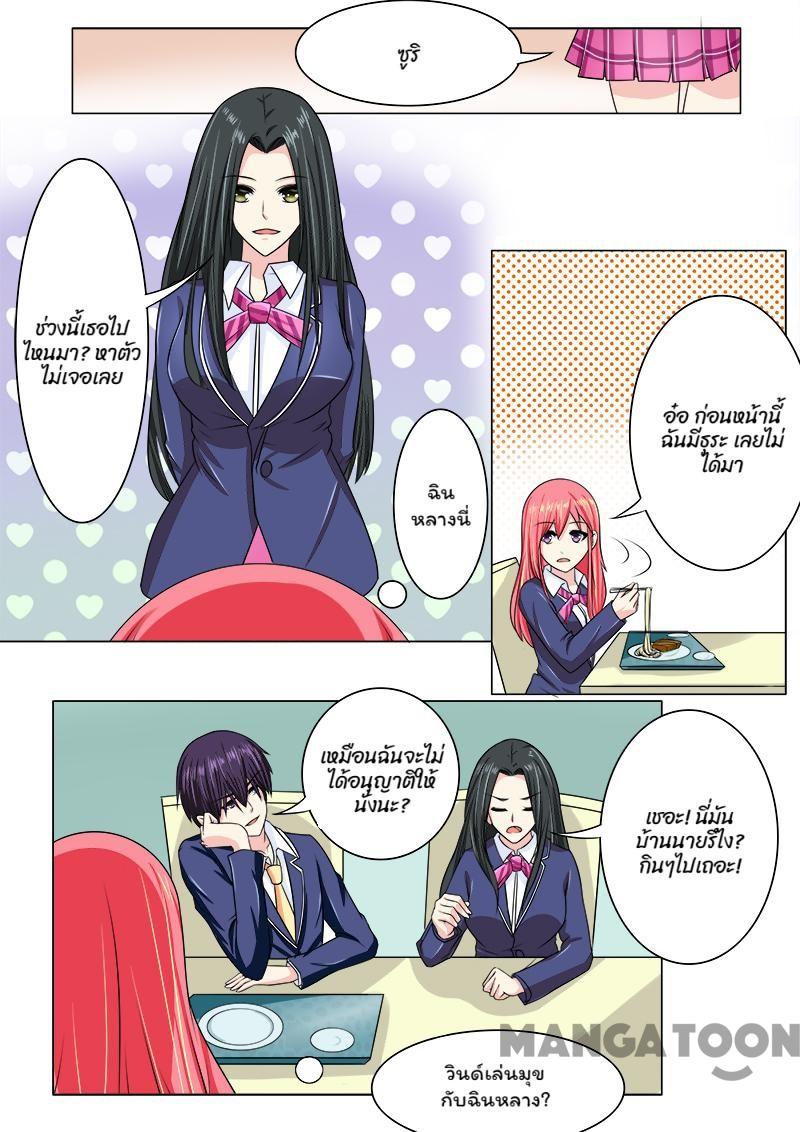 ซูริ
ช่วงนี้เธอไป
ไหนมา? หาตัว
ไม่เจอเลย
ฉิน
หลางนี่
อ๋อ ก่อนหน้านี้
ฉันมีธุระ เลยไม่
ได้มา
เหมือนฉันจะไม่
ได้อนุญาติให้
นั่งนะ?
เชอะ! นี่มัน
บ้านนายรึไง?
กินๆไปเถอะ!
วินด์เล่นมุข
กับฉินหลาง?
MANGATOON